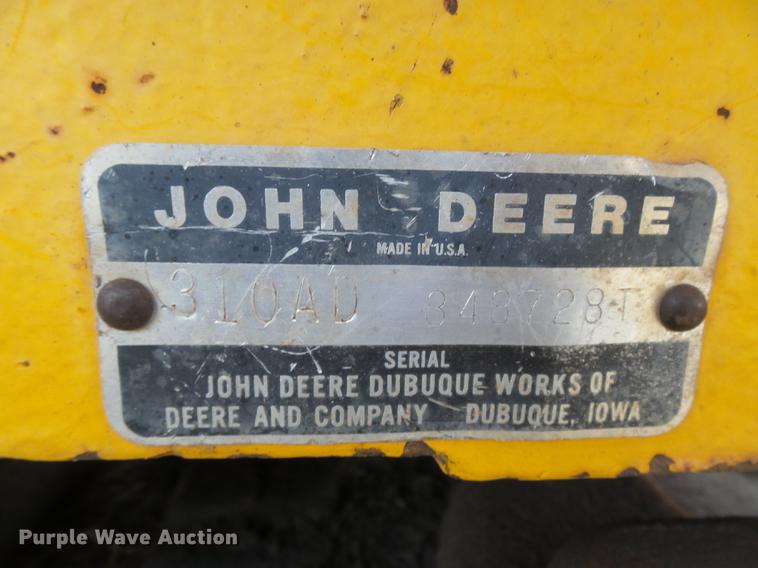 JOHN DEERE
MADE IN U.S.A.
310AD 343728T
SERIAL
JOHN DEERE DUBUQUE WORKS OF
DEERE AND COMPANY DUBUQUE, IOWA
Purple Wave Auction